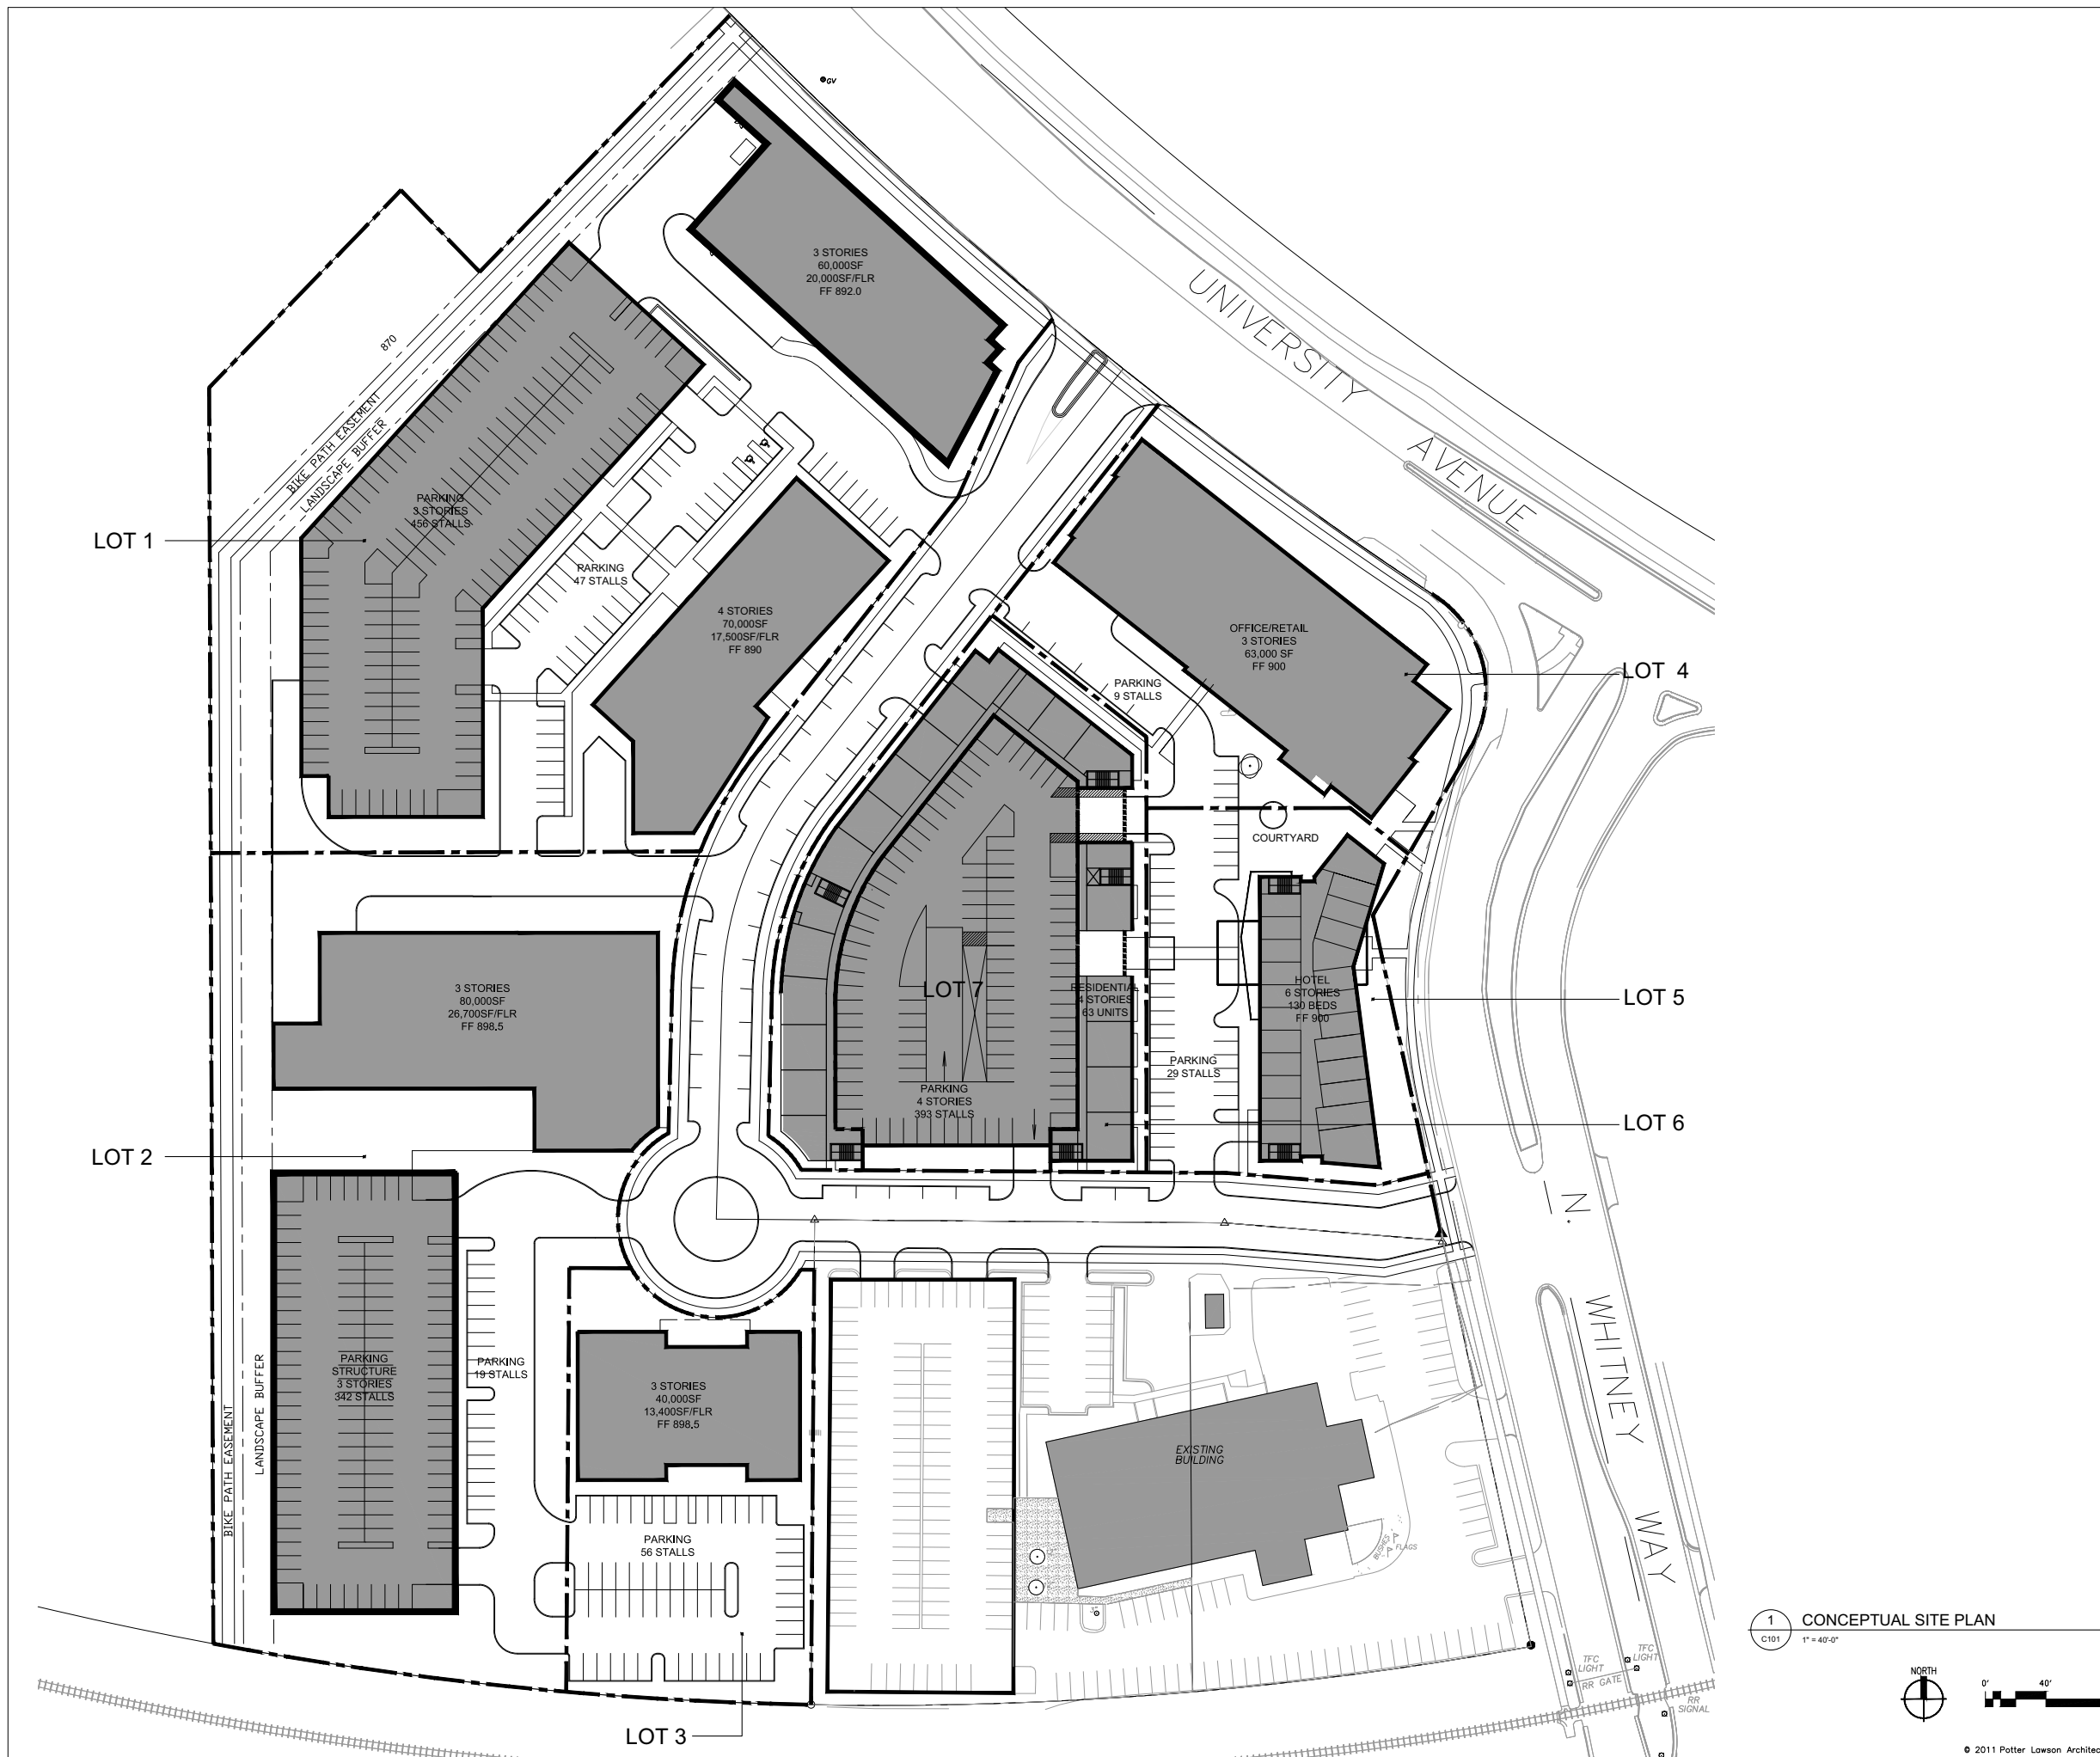 GV
3 STORIES
60,000SF
20,000SF/FLR
FF 892.0
UNIVERSITY
AVENUE
870
BIKE PATH EASEMENT
LANDSCAPE BUFFER
PARKING
3 STORIES
456 STALLS
LOT 1
PARKING
47 STALLS
4 STORIES
70,000SF
17,500SF/FLR
FF 890
OFFICE/RETAIL
3 STORIES
63,000 SF
FF 900
LOT 4
PARKING
9 STALLS
COURTYARD
3 STORIES
80,000SF
26,700SF/FLR
FF 898.5
LOT 7
RESIDENTIAL
4 STORIES
63 UNITS
HOTEL
6 STORIES
130 BEDS
FF 900
LOT 5
PARKING
29 STALLS
PARKING
4 STORIES
393 STALLS
LOT 6
LOT 2
N.
WHITNEY
WAY
PARKING
STRUCTURE
3 STORIES
342 STALLS
PARKING
19 STALLS
LANDSCAPE BUFFER
BIKE PATH EASEMENT
3 STORIES
40,000SF
13,400SF/FLR
FF 898.5
EXISTING
BUILDING
PARKING
56 STALLS
BUSHES
FLAGS
LOT 3
TFC
LIGHT
TFC
LIGHT
RR GATE
RR
SIGNAL
1
C101
CONCEPTUAL SITE PLAN
1" = 40'-0"
NORTH
0'
40'
© 2011 Potter Lawson Architec